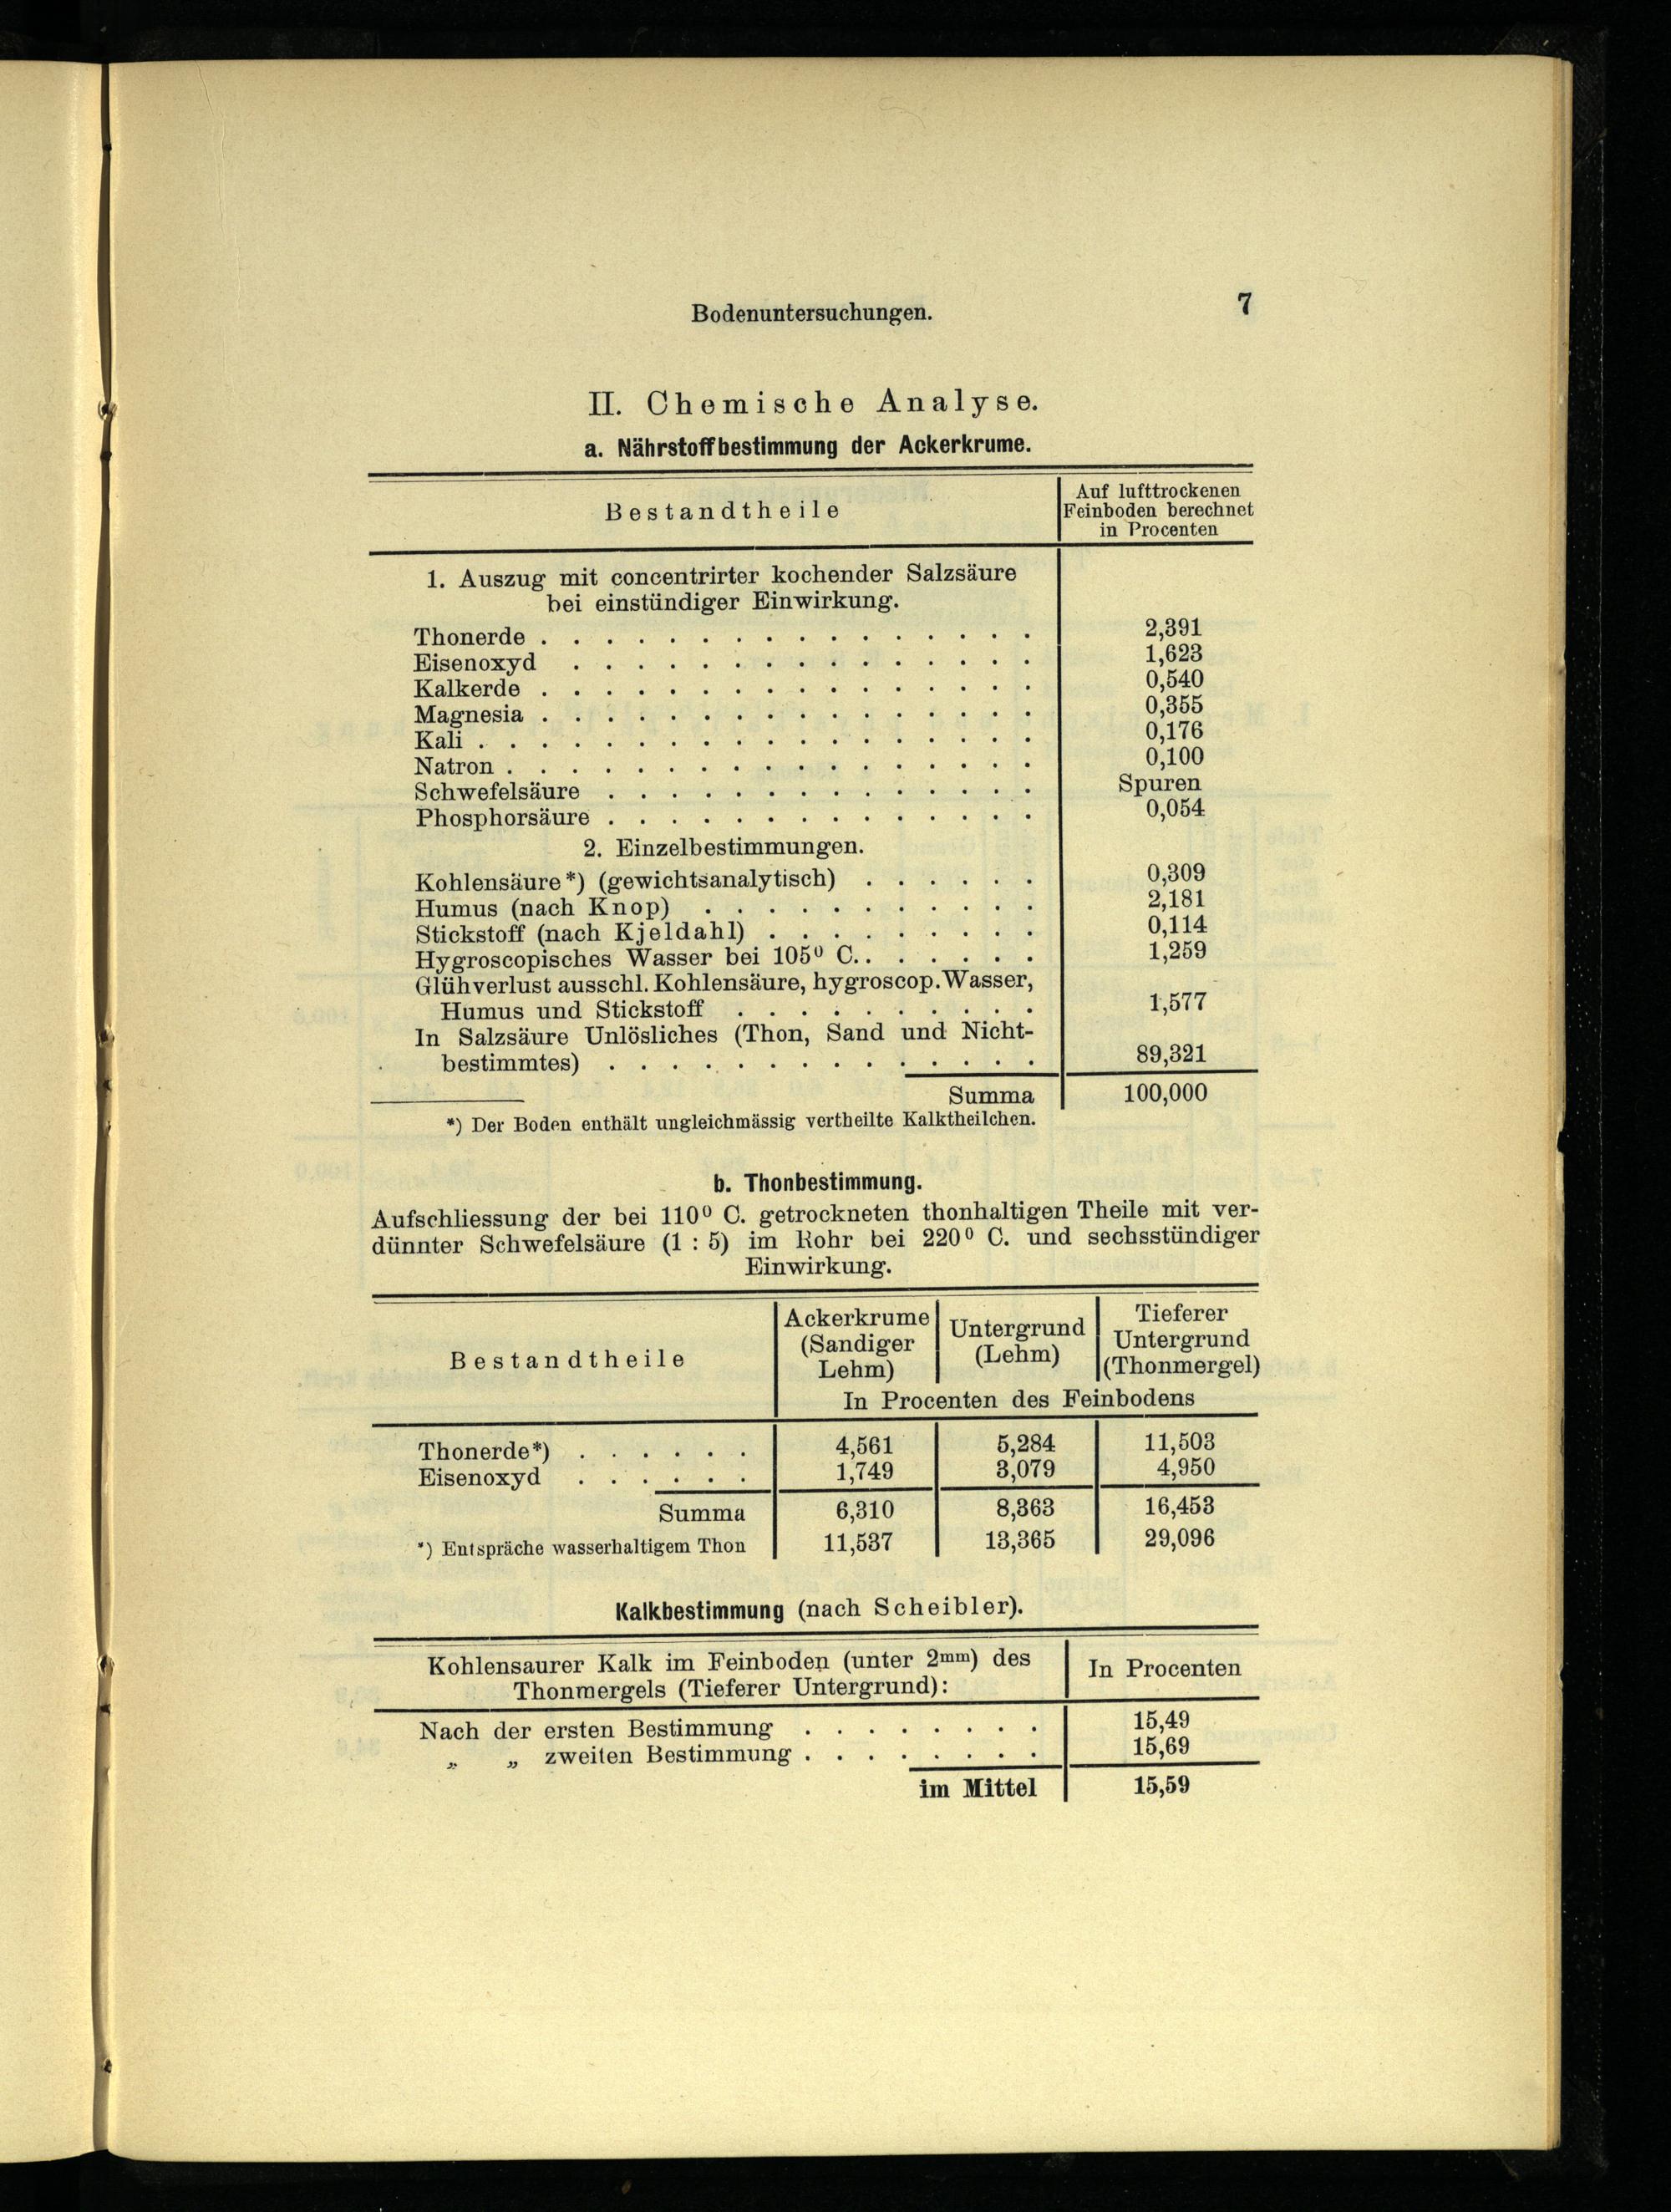 Bodenuntersuchungen. 7
II. Chemische Analyse.
a. Nährstoffbestimmung der Ackerkrume.
Bestandtheile
Auf lufttrockenen
Feinboden berechnet
in Procenten
1. Auszug mit concentrirter kochender Salzsäure
bei einstündiger Einwirkung.
Thonerde . . . . . . . . . . . . . . . . 2,391
Eisenoxyd . . . . . . . . . . . . . . . 1,623
Kalkerde . . . . . . . . . . . . . . . . 0,540
Magnesia . . . . . . . . . . . . . . . . 0,355
Kali . . . . . . . . . . . . . . . . . . 0,176
Natron . . . . . . . . . . . . . . . . . 0,100
Schwefelsäure . . . . . . . . . . . . . . Spuren
Phosphorsäure . . . . . . . . . . . . . . 0,054
2. Einzelbestimmungen.
Kohlensäure*) (gewichtsanalytisch) . . . . . . 0,309
Humus (nach Knop) . . . . . . . . . . . 2,181
Stickstoff (nach Kjeldahl) . . . . . . . . . 0,114
Hygroscopisches Wasser bei 105⁰ C. . . . . . . 1,259
Glühverlust ausschl. Kohlensäure, hygroscop. Wasser,
Humus und Stickstoff . . . . . . . . . . 1,577
In Salzsäure Unlösliches (Thon, Sand und Nicht-
bestimmtes) . . . . . . . . . . . . . . 89,321
Summa 100,000
*) Der Boden enthält ungleichmässig vertheilte Kalktheilchen.
b. Thonbestimmung.
Aufschliessung der bei 110⁰ C. getrockneten thonhaltigen Theile mit ver-
dünnter Schwefelsäure (1 : 5) im Rohr bei 220⁰ C. und sechsstündiger
Einwirkung.
Bestandtheile
Ackerkrume
(Sandiger
Lehm)
Untergrund
(Lehm)
Tieferer
Untergrund
(Thonmergel)
In Procenten des Feinbodens
Thonerde*) . . . . . . 4,561 5,284 11,503
Eisenoxyd . . . . . . 1,749 3,079 4,950
Summa 6,310 8,363 16,453
*) Entspräche wasserhaltigem Thon 11,537 13,365 29,096
Kalkbestimmung (nach Scheibler).
Kohlensaurer Kalk im Feinboden (unter 2mm) des
Thonmergels (Tieferer Untergrund):
In Procenten
Nach der ersten Bestimmung . . . . . . . . 15,49
„ „ zweiten Bestimmung . . . . . . . . 15,69
im Mittel 15,59